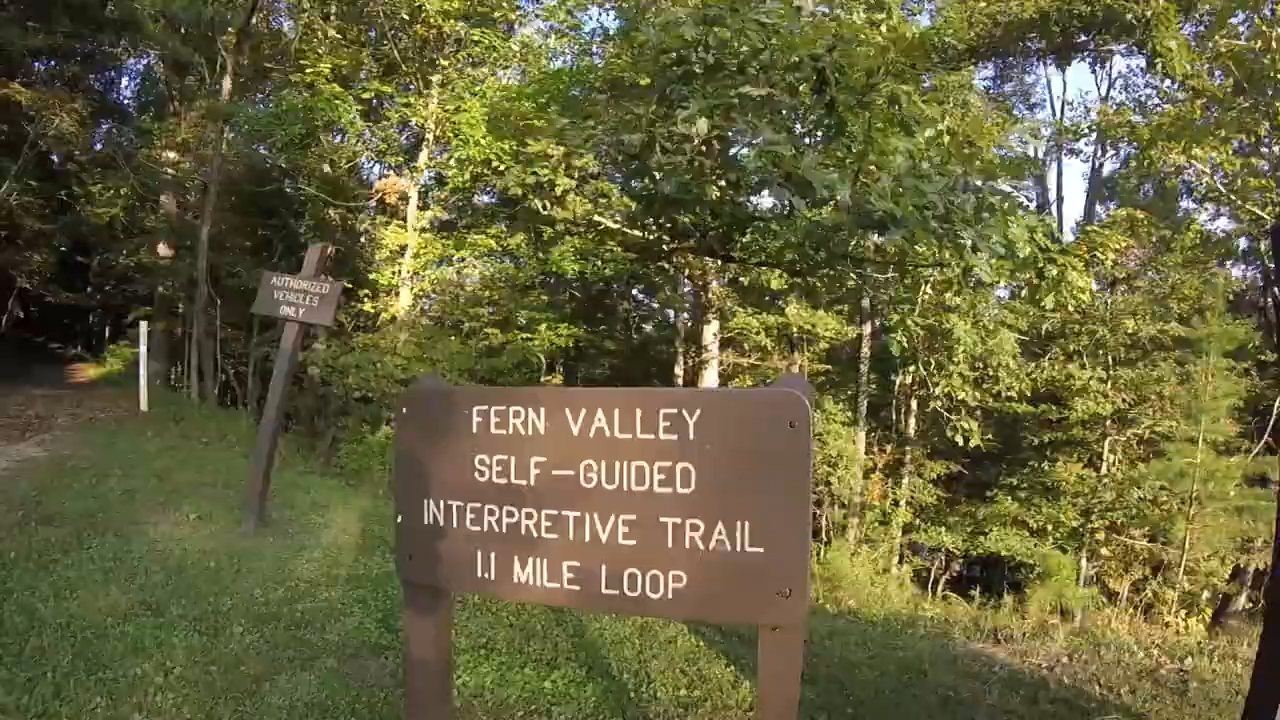 AUTHORIZED
VEHICLES
ONLY
FERN VALLEY
SELF-GUIDED
INTERPRETIVE TRAIL
1.1 MILE LOOP